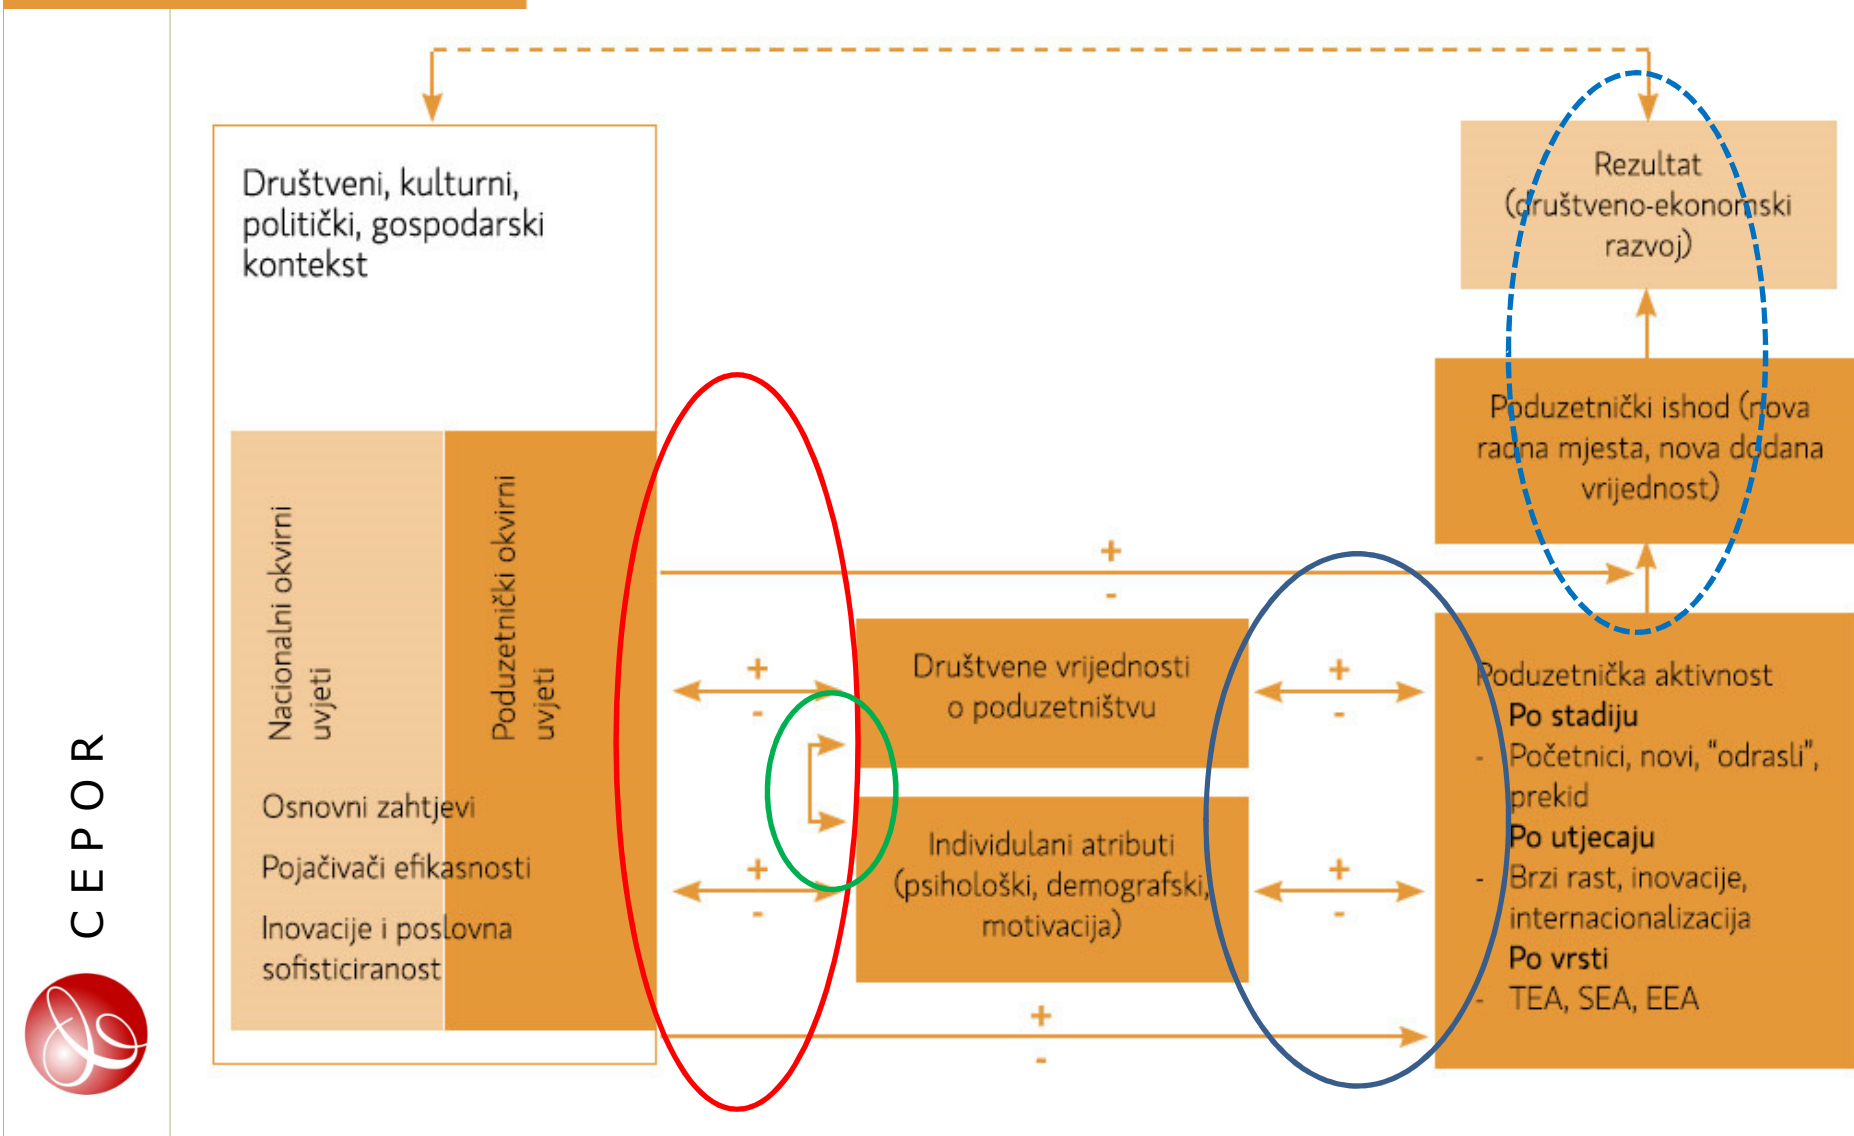 Društveni, kulturni,
politički, gospodarski
kontekst
Nacionalni okvirni
uvjeti
Poduzetnički okvirni
uvjeti
Osnovni zahtjevi
Pojačivači efikasnosti
Inovacije i poslovna
sofisticiranost
+
-
+
-
Društvene vrijednosti
o poduzetništvu
+
-
+
-
Individulani atributi
(psihološki, demografski,
motivacija)
+
-
+
-
Rezultat
(društveno-ekonomski
razvoj)
Poduzetnički ishod (nova
radna mjesta, nova dodana
vrijednost)
Poduzetnička aktivnost
Po stadiju
- Početnici, novi, "odrasli",
prekid
Po utjecaju
- Brzi rast, inovacije,
internacionalizacija
Po vrsti
- TEA, SEA, EEA
CEPOR